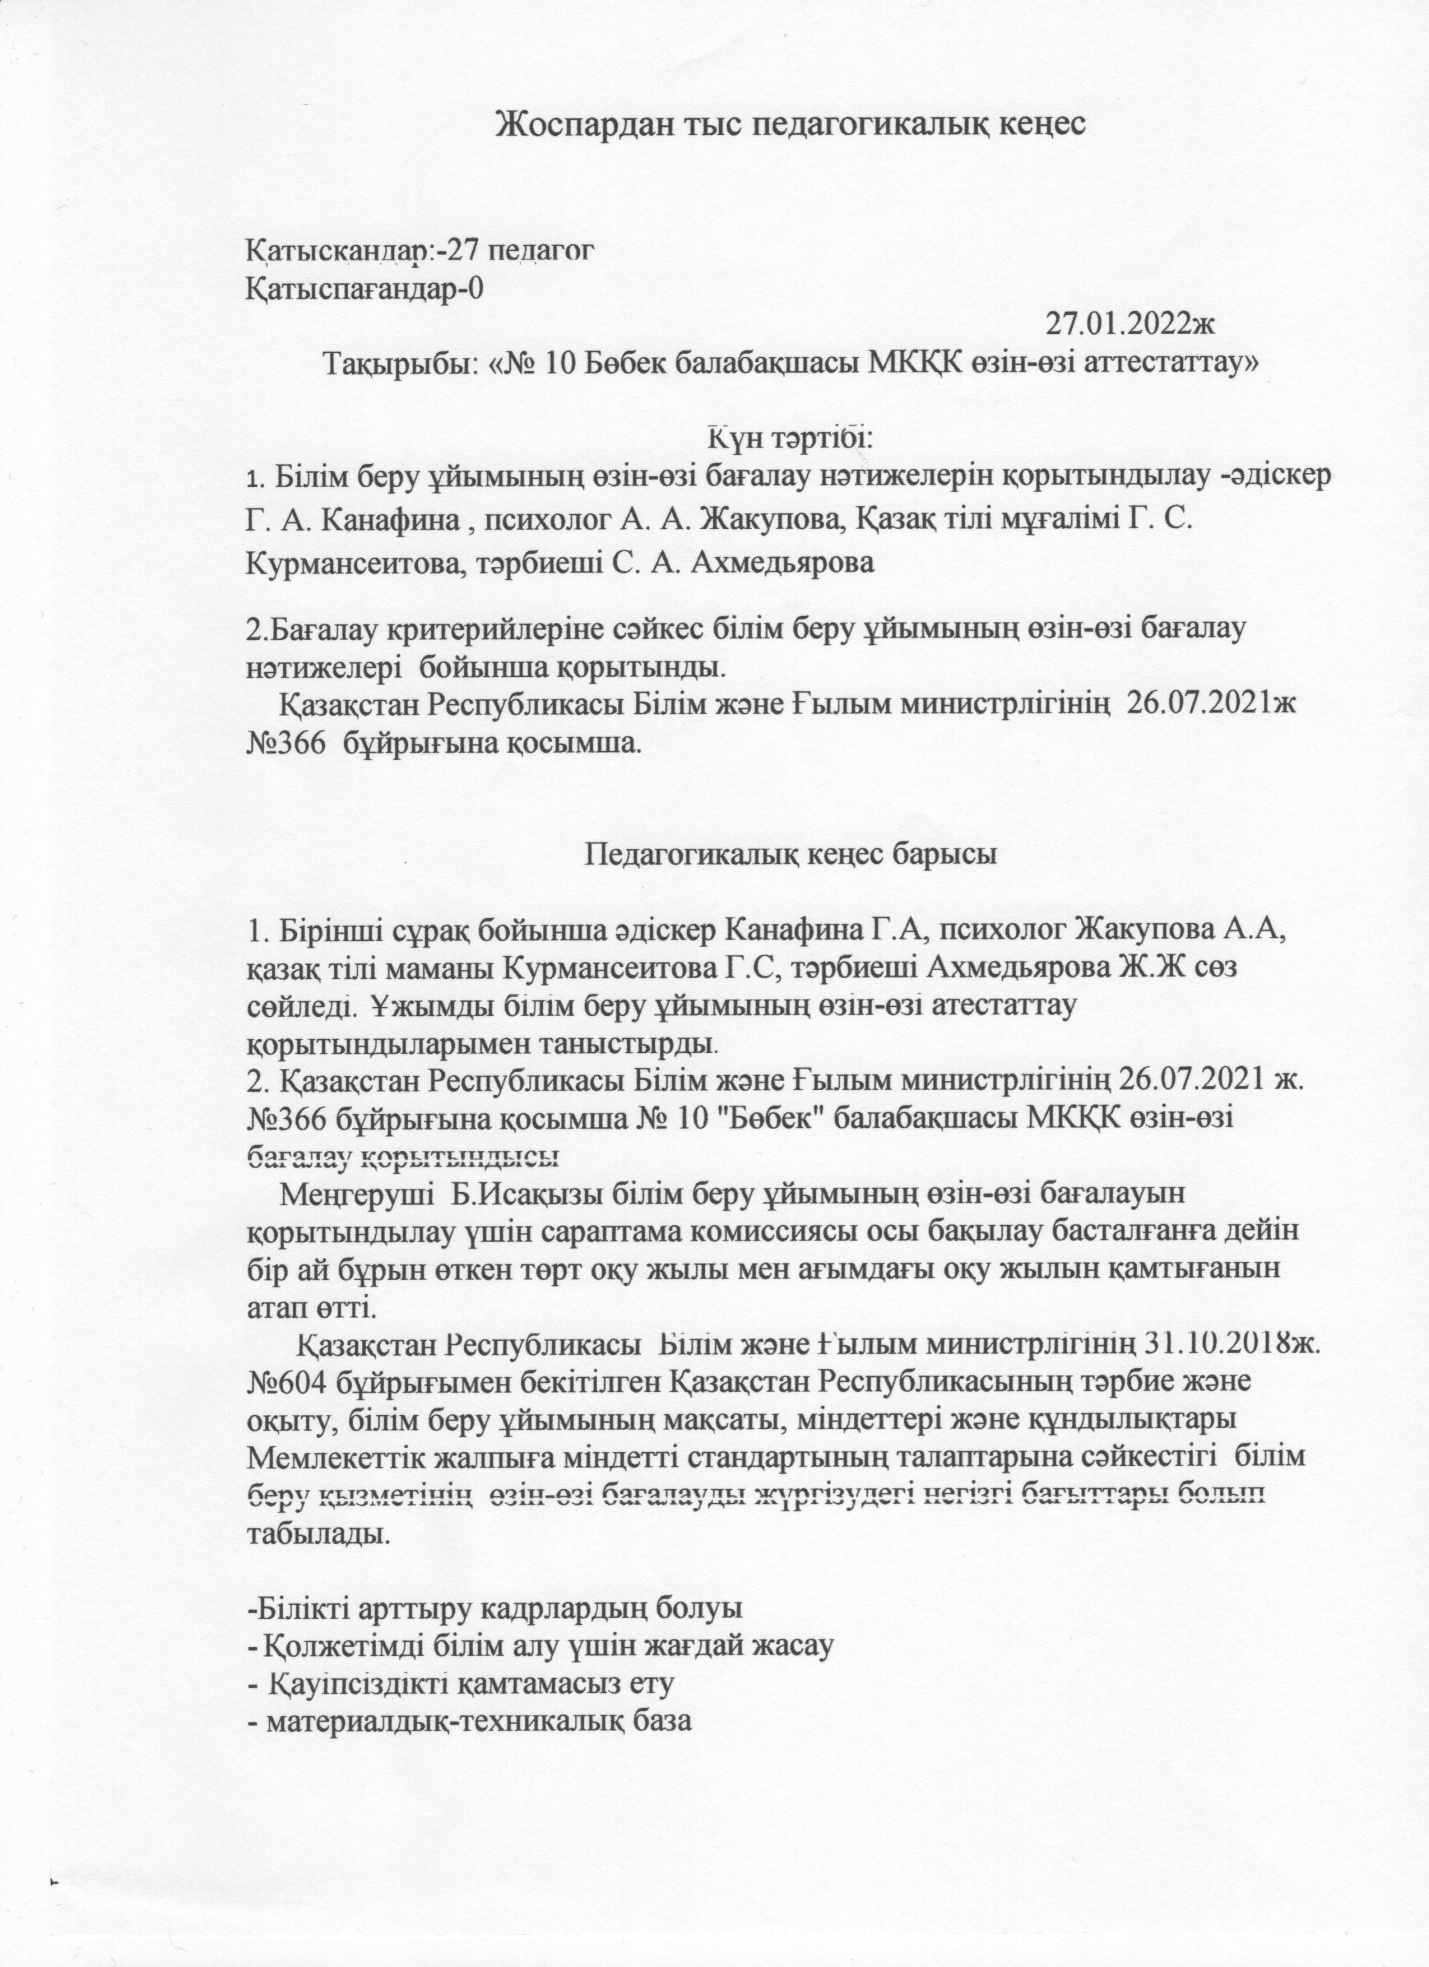 Жоспардан тыс педагогикалық кеңес
Қатысқандар:-27 педагог
Қатыспағандар-0
27.01.2022ж
Тақырыбы: «№ 10 Бөбек балабақшасы МКҚК өзін-өзі аттестаттау»
Күн тәртібі:
1. Білім беру ұйымының өзін-өзі бағалау нәтижелерін қорытындылау -әдіскер
Г. А. Канафина , психолог А. А. Жакупова, Қазақ тілі мұғалімі Г. С.
Курмансеитова, тәрбиеші С. А. Ахмедьярова
2.Бағалау критерийлеріне сәйкес білім беру ұйымының өзін-өзі бағалау
нәтижелері  бойынша қорытынды.
Қазақстан Республикасы Білім және Ғылым министрлігінің  26.07.2021ж
№366  бұйрығына қосымша.
Педагогикалық кеңес барысы
1. Бірінші сұрақ бойынша әдіскер Канафина Г.А, психолог Жакупова А.А,
қазақ тілі маманы Курмансеитова Г.С, тәрбиеші Ахмедьярова Ж.Ж сөз
сөйледі. Ұжымды білім беру ұйымының өзін-өзі атестаттау
қорытындыларымен таныстырды.
2. Қазақстан Республикасы Білім және Ғылым министрлігінің 26.07.2021 ж.
№366 бұйрығына қосымша № 10 "Бөбек" балабақшасы МКҚК өзін-өзі
бағалау қорытындысы
Меңгеруші  Б.Исақызы білім беру ұйымының өзін-өзі бағалауын
қорытындылау үшін сараптама комиссиясы осы бақылау басталғанға дейін
бір ай бұрын өткен төрт оқу жылы мен ағымдағы оқу жылын қамтығанын
атап өтті.
Қазақстан Республикасы  Білім және Ғылым министрлігінің 31.10.2018ж.
№604 бұйрығымен бекітілген Қазақстан Республикасының тәрбие және
оқыту, білім беру ұйымының мақсаты, міндеттері және құндылықтары
Мемлекеттік жалпыға міндетті стандартының талаптарына сәйкестігі  білім
беру қызметінің  өзін-өзі бағалауды жүргізудегі негізгі бағыттары болып
табылады.
-Білікті арттыру кадрлардың болуы
- Қолжетімді білім алу үшін жағдай жасау
- Қауіпсіздікті қамтамасыз ету
- материалдық-техникалық база